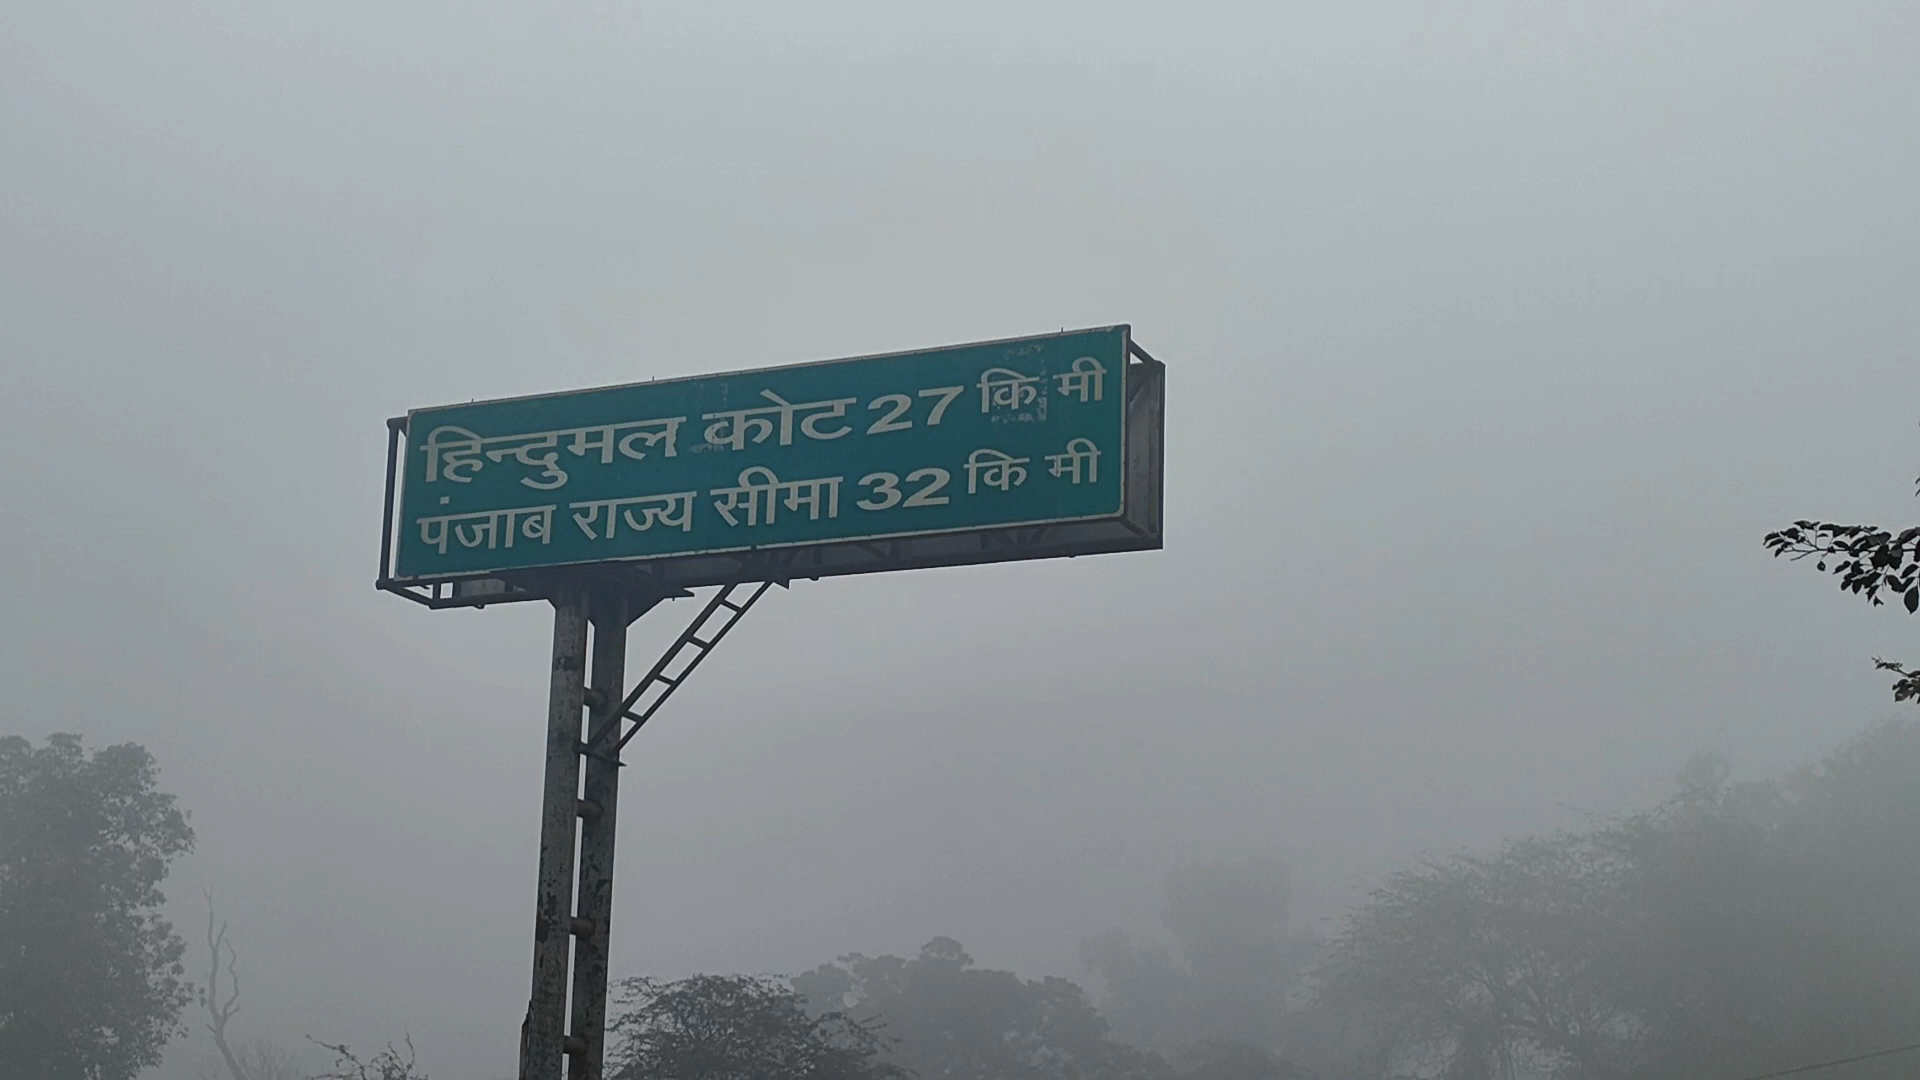 हिन्दुमल कोट 27 कि मी
पंजाब राज्य सीमा 32 कि मी